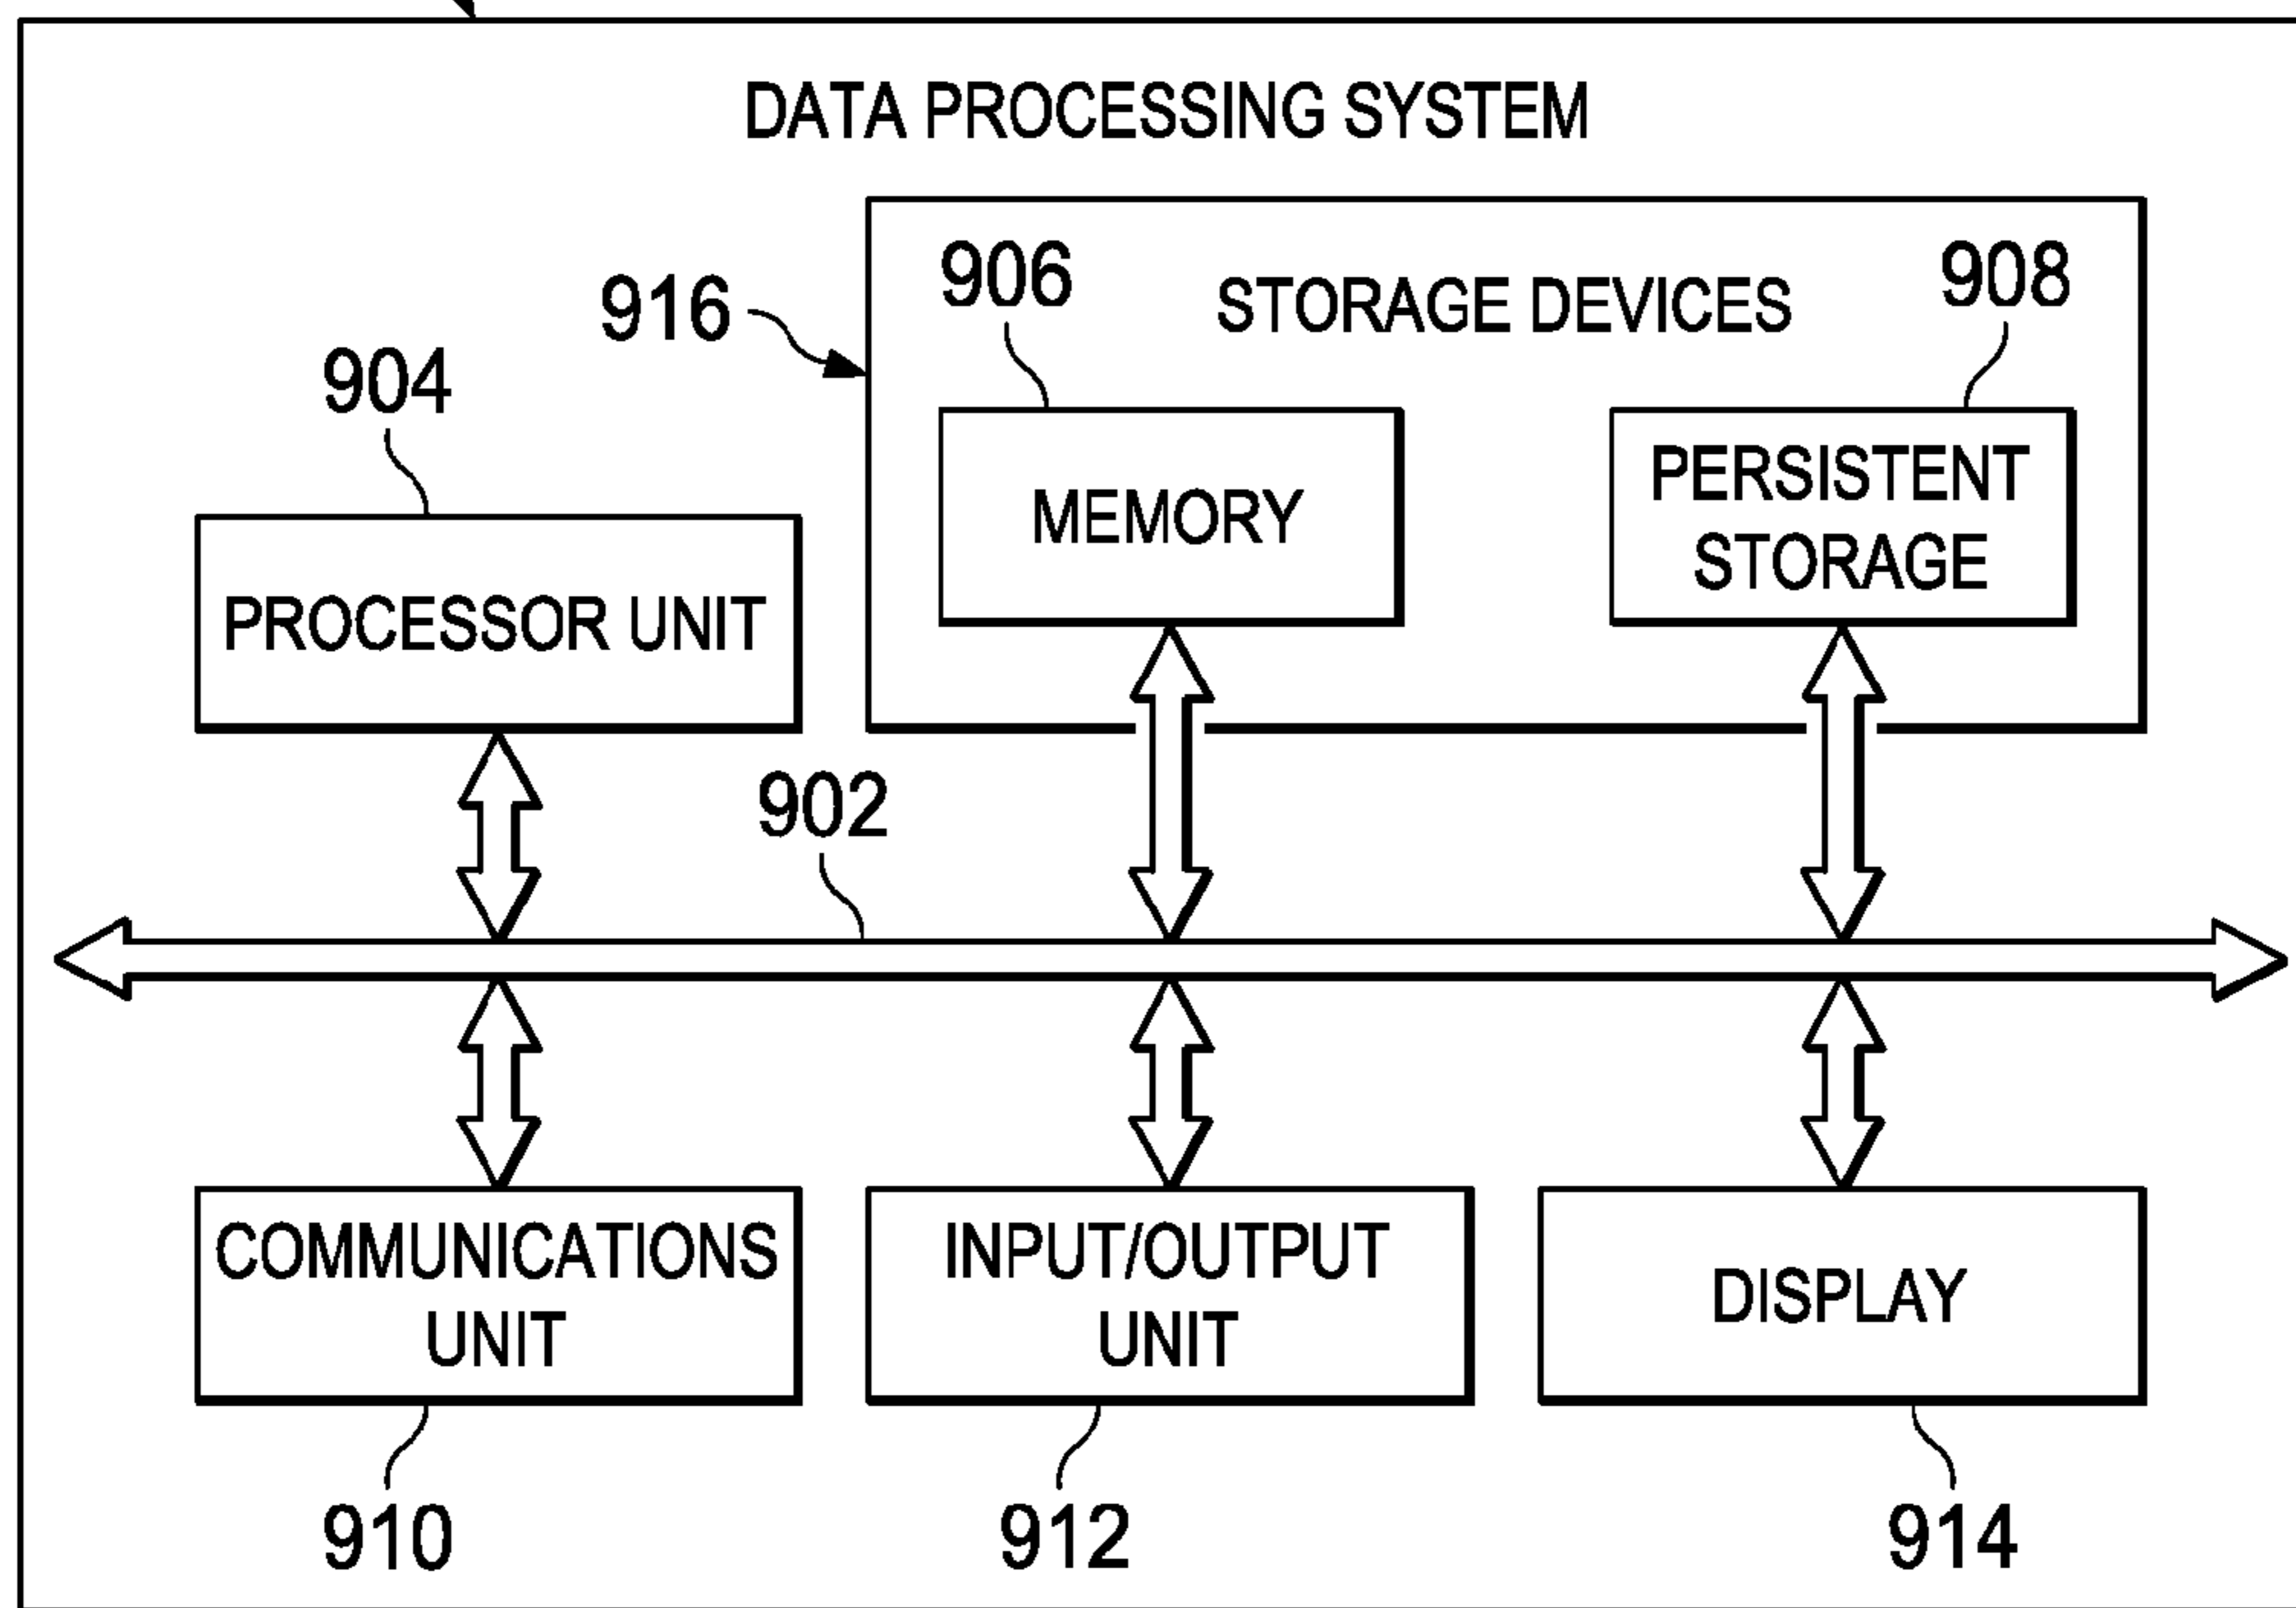 DATA PROCESSING SYSTEM
916
906
STORAGE DEVICES
908
904
MEMORY
PERSISTENT
STORAGE
PROCESSOR UNIT
902
COMMUNICATIONS
UNIT
INPUT/OUTPUT
UNIT
DISPLAY
910
912
914